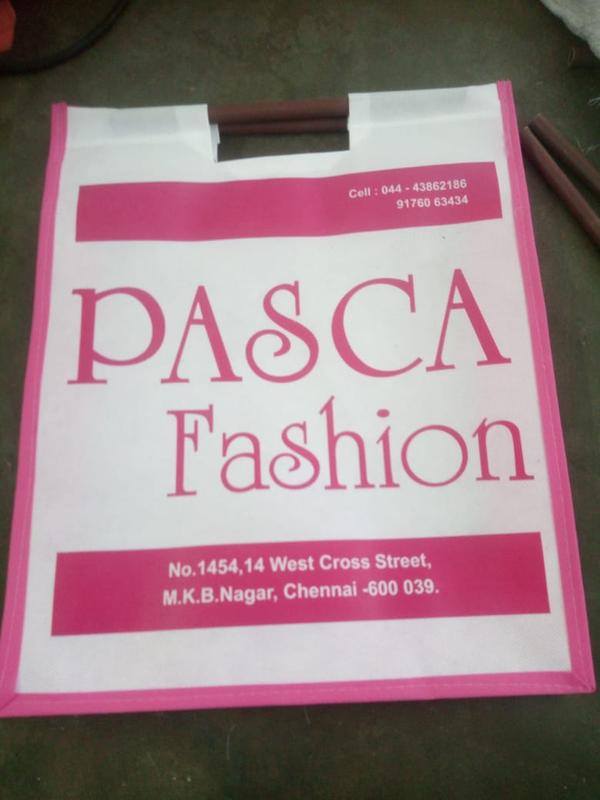 Cell : 044 - 43862186
91760 63434
PASCA
Fashion
No.1454,14 West Cross Street,
M.K.B.Nagar, Chennai -600 039.